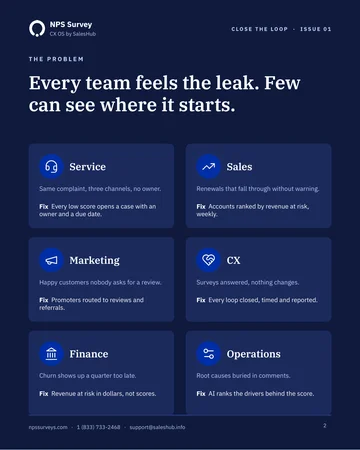 NPS Survey
CX OS by SalesHub
CLOSE THE LOOP · ISSUE 01
THE PROBLEM
Every team feels the leak. Few
can see where it starts.
Service
Same complaint, three channels, no owner.
Fix Every low score opens a case with an
owner and a due date.
Sales
Renewals that fall through without warning.
Fix Accounts ranked by revenue at risk,
weekly.
Marketing
Happy customers nobody asks for a review.
Fix Promoters routed to reviews and
referrals.
CX
Surveys answered, nothing changes.
Fix Every loop closed, timed and reported.
Finance
Churn shows up a quarter too late.
Fix Revenue at risk in dollars, not scores.
Operations
Root causes buried in comments.
Fix AI ranks the drivers behind the score.
npssurveys.com · 1 (833) 733-2468 · support@saleshub.info
2